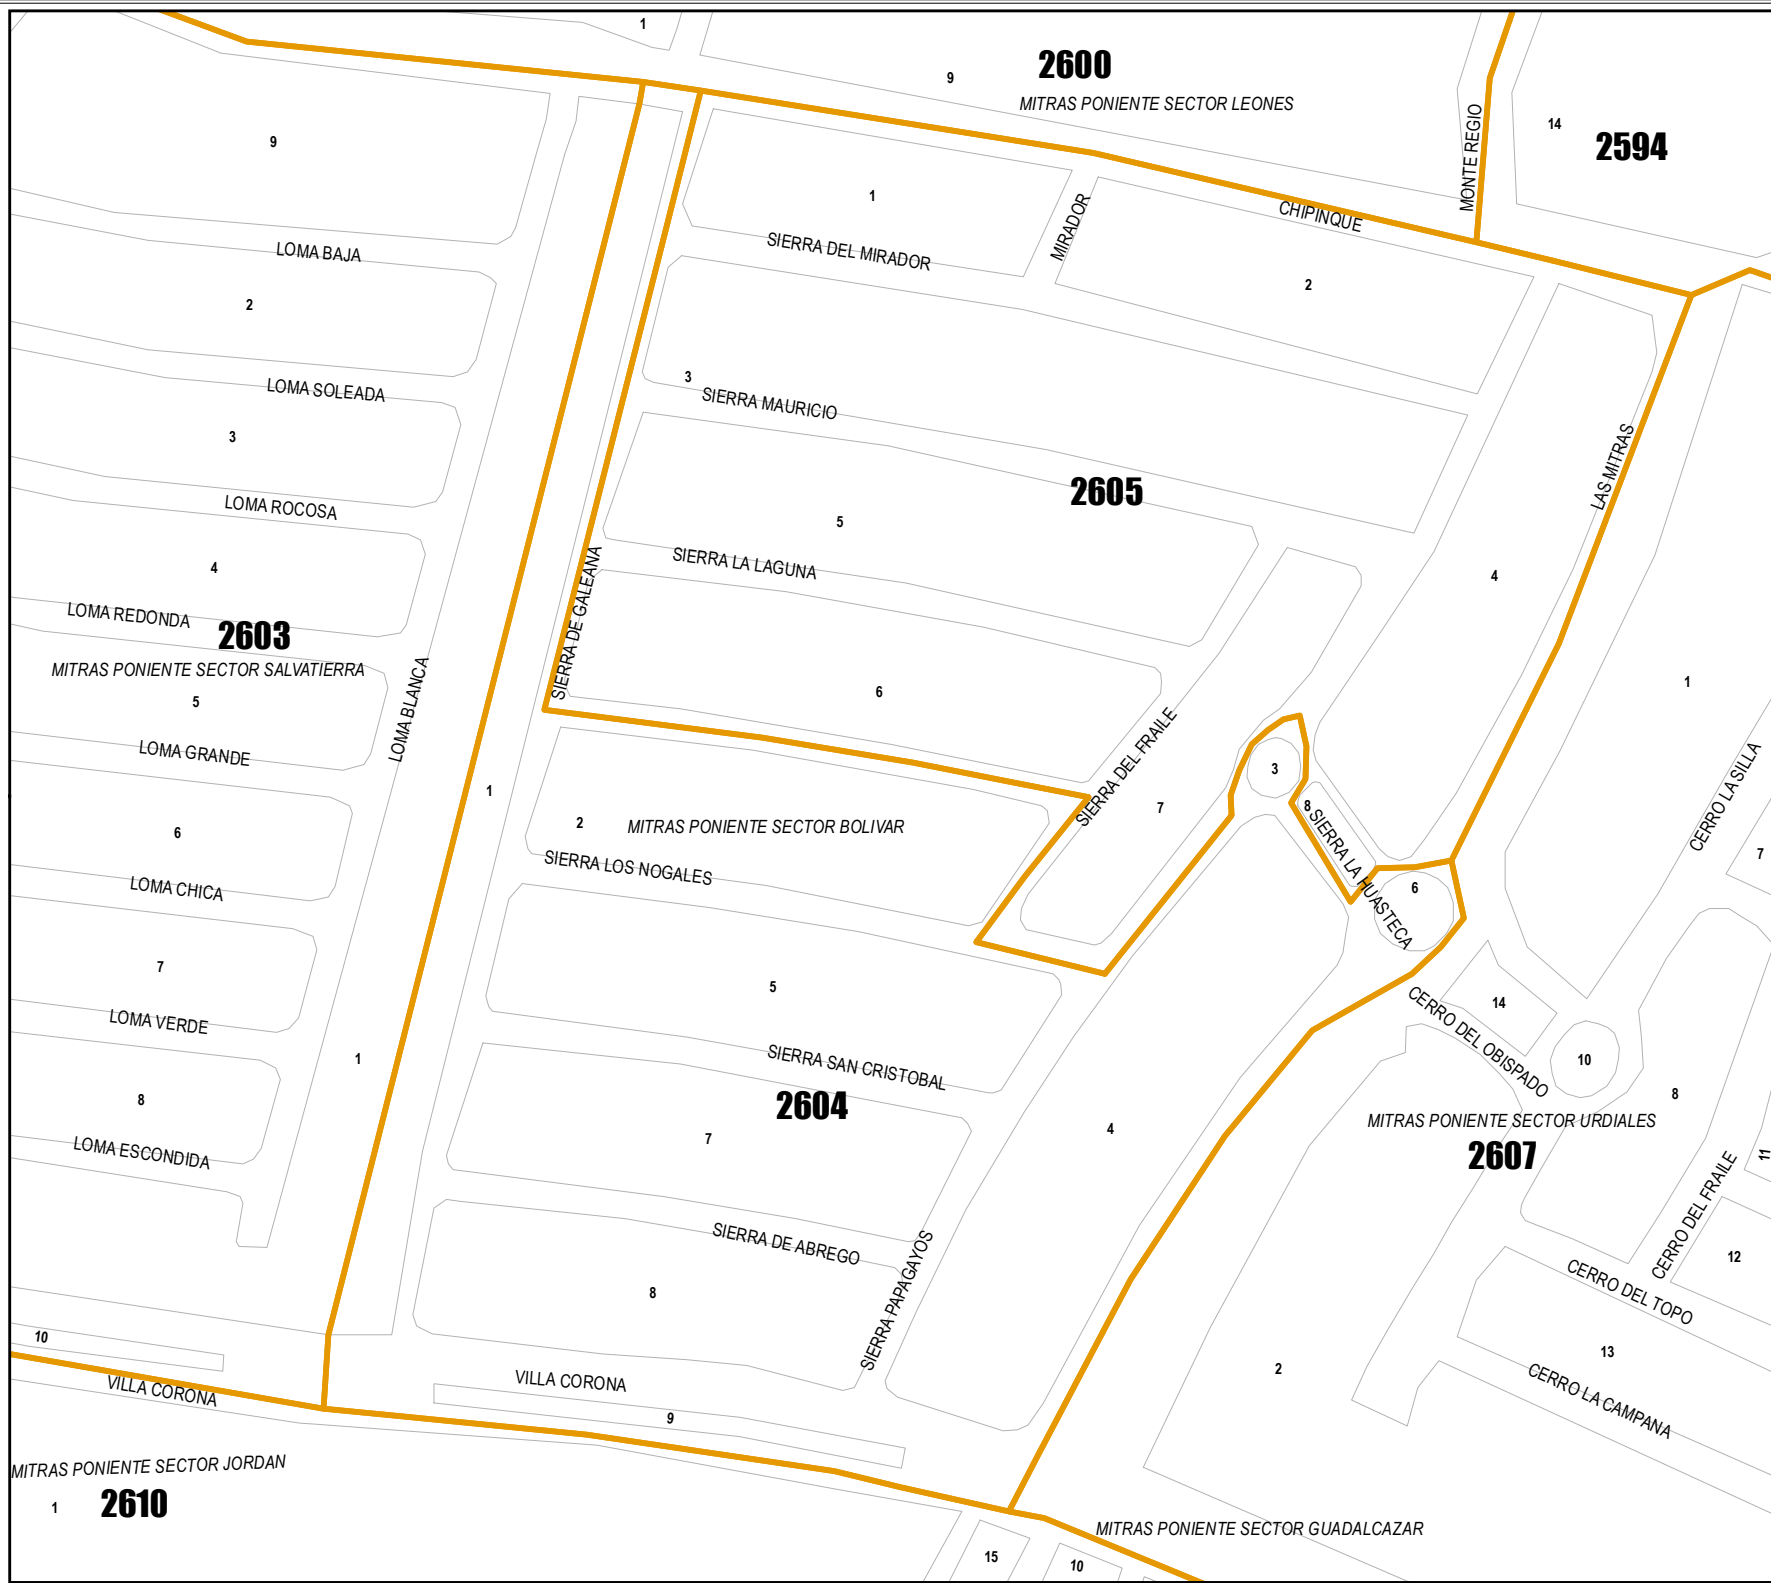 1
2600
9
MITRAS PONIENTE SECTOR LEONES
14
2594
MONTE REGIO
9
1
MIRADOR
CHIPINQUE
SIERRA DEL MIRADOR
LOMA BAJA
2
2
LOMA SOLEADA
3
SIERRA MAURICIO
3
LAS MITRAS
2605
LOMA ROCOSA
5
4
SIERRA LA LAGUNA
4
LOMA REDONDA
2603
SIERRA DE GALEANA
MITRAS PONIENTE SECTOR SALVATIERRA
LOMA BLANCA
5
6
1
LOMA GRANDE
SIERRA DEL FRAILE
3
CERRO LA SILLA
1
7
8
SIERRA LA HUASTECA
6
2
MITRAS PONIENTE SECTOR BOLIVAR
7
SIERRA LOS NOGALES
LOMA CHICA
6
7
5
14
LOMA VERDE
CERRO DEL OBISPADO
10
1
SIERRA SAN CRISTOBAL
8
2604
8
4
MITRAS PONIENTE SECTOR URDIALES
7
2607
11
LOMA ESCONDIDA
CERRO DEL FRAILE
SIERRA DE ABREGO
12
SIERRA PAPAGAYOS
CERRO DEL TOPO
8
10
13
2
VILLA CORONA
VILLA CORONA
CERRO LA CAMPANA
9
MITRAS PONIENTE SECTOR JORDAN
1
2610
MITRAS PONIENTE SECTOR GUADALCAZAR
15
10